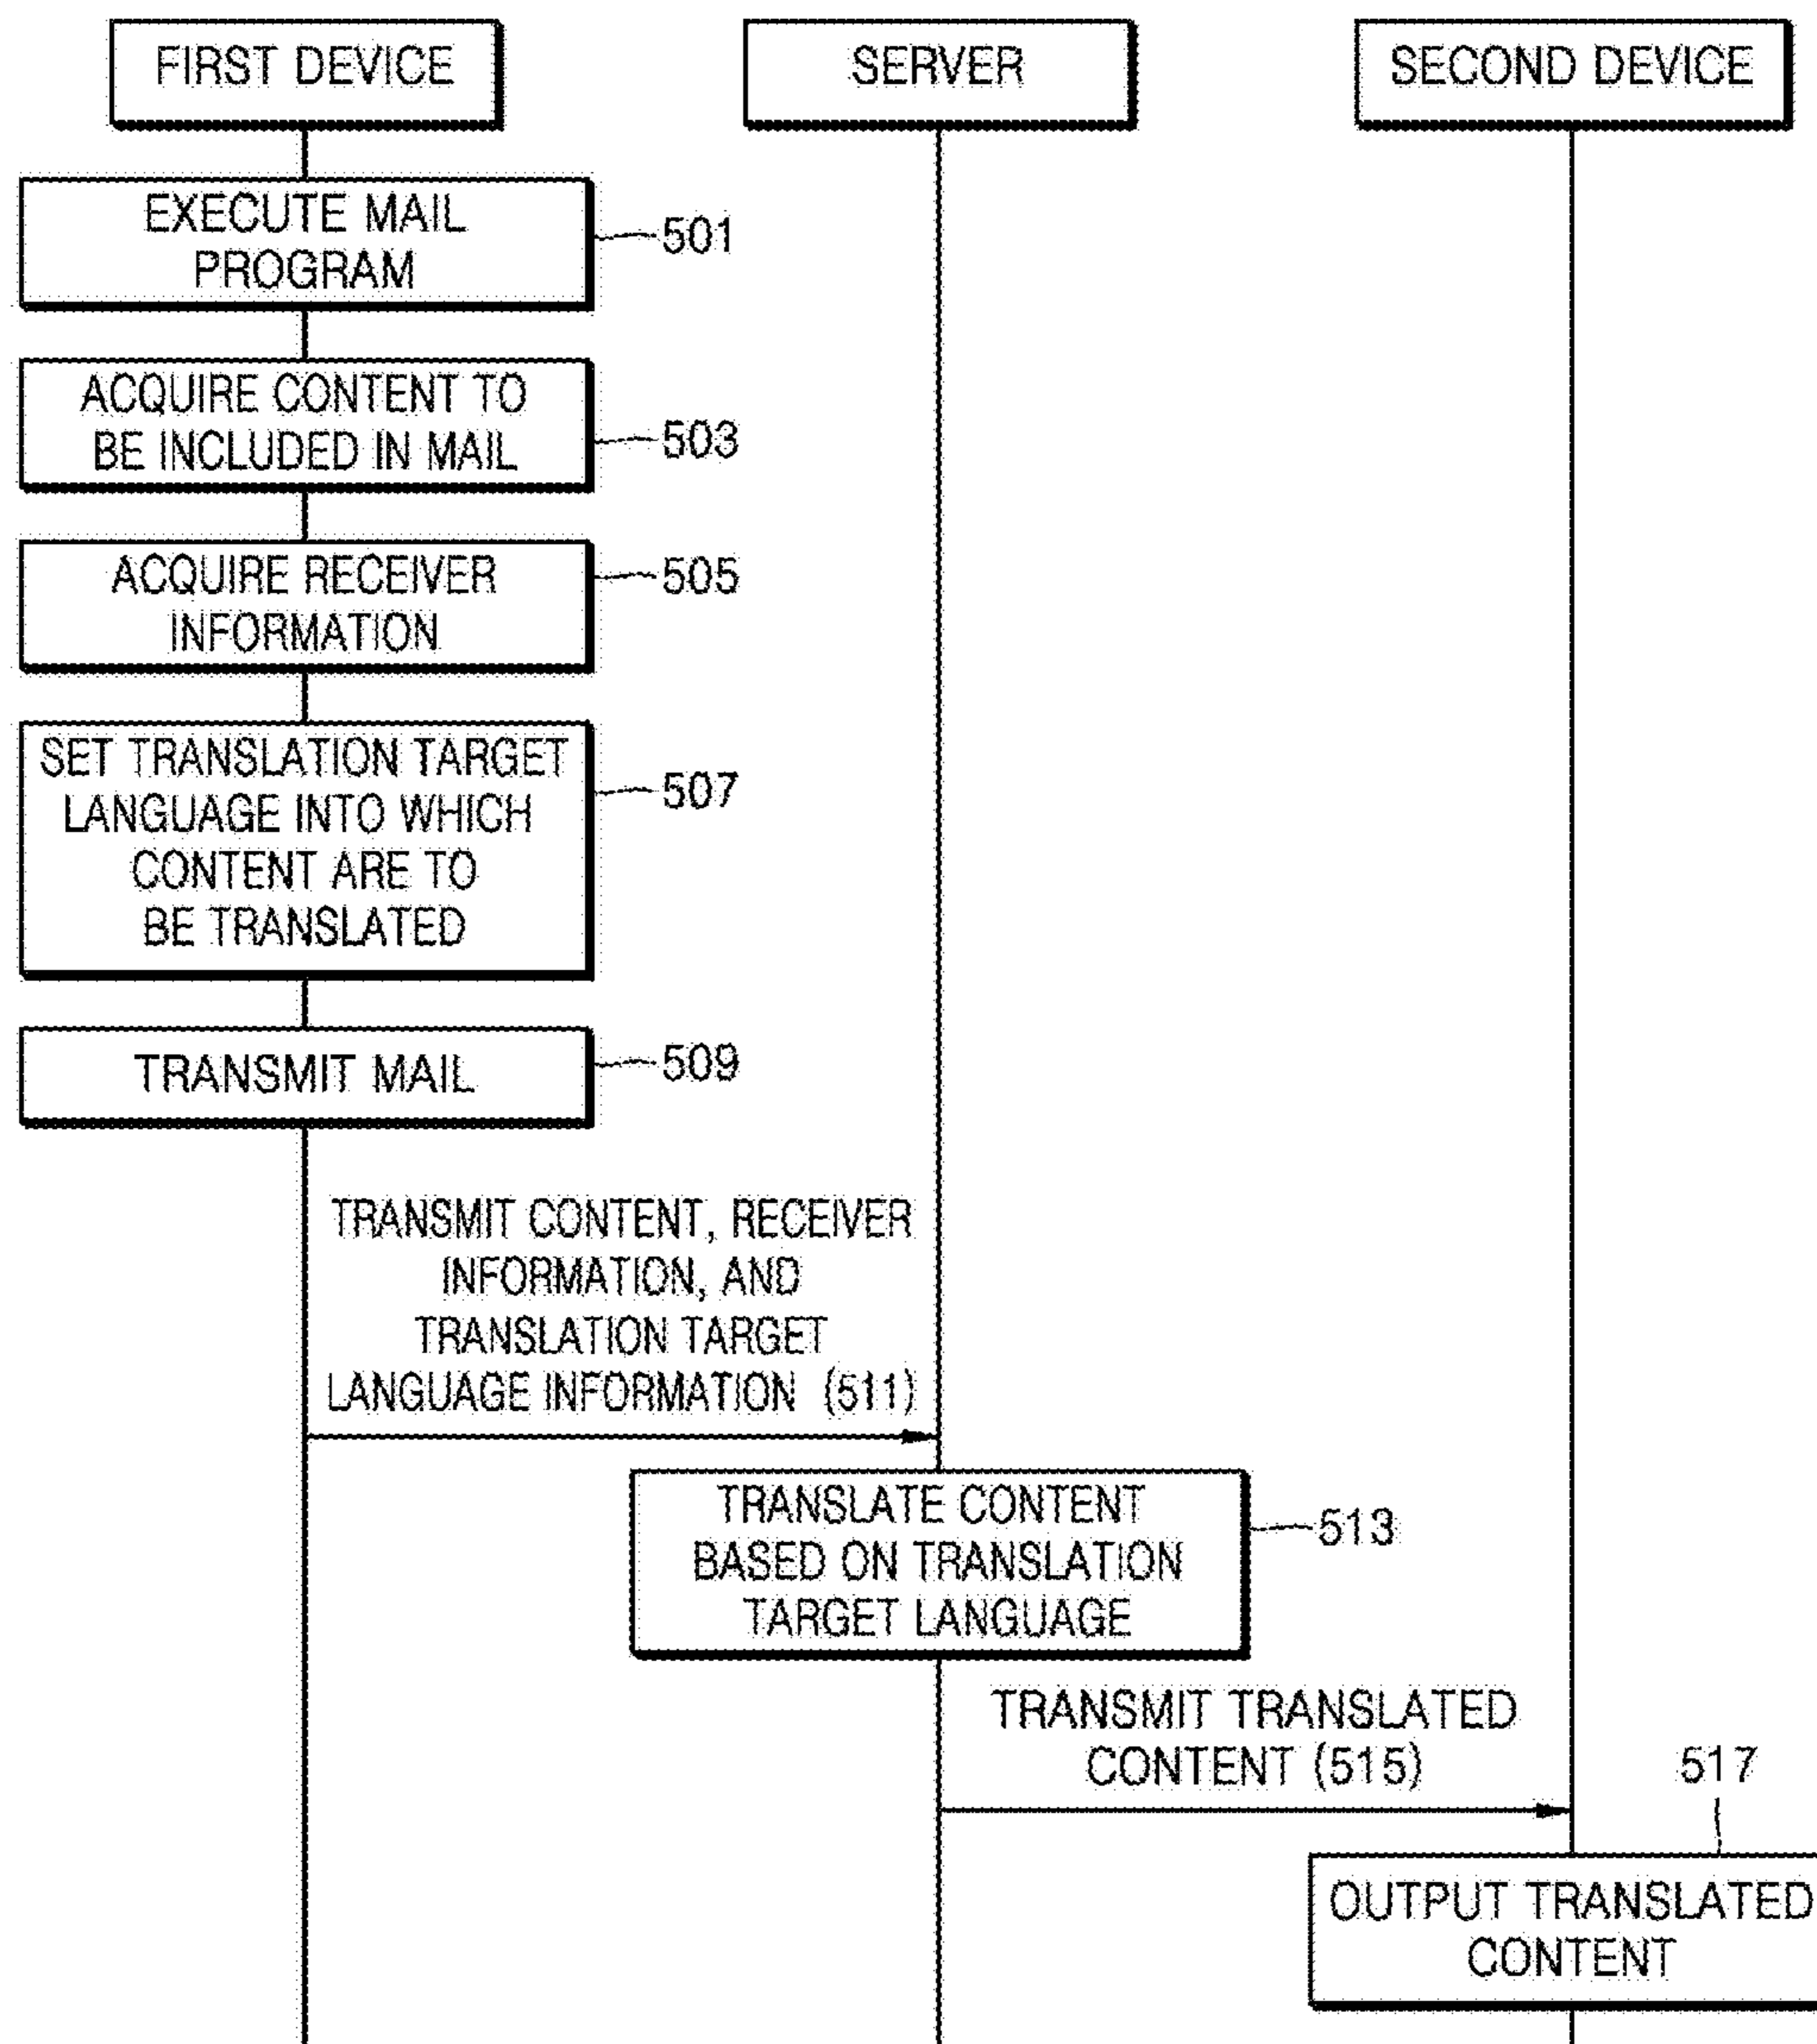 FIRST DEVICE
SERVER
SECOND DEVICE
EXECUTE MAIL
PROGRAM
501
ACQUIRE CONTENT TO
BE INCLUDED IN MAIL
503
ACQUIRE RECEIVER
INFORMATION
505
SET TRANSLATION TARGET
LANGUAGE INTO WHICH
CONTENT ARE TO
BE TRANSLATED
507
TRANSMIT MAIL
509
TRANSMIT CONTENT, RECEIVER
INFORMATION, AND
TRANSLATION TARGET
LANGUAGE INFORMATION (511)
TRANSLATE CONTENT
BASED ON TRANSLATION
TARGET LANGUAGE
513
TRANSMIT TRANSLATED
CONTENT (515)
517
OUTPUT TRANSLATED
CONTENT